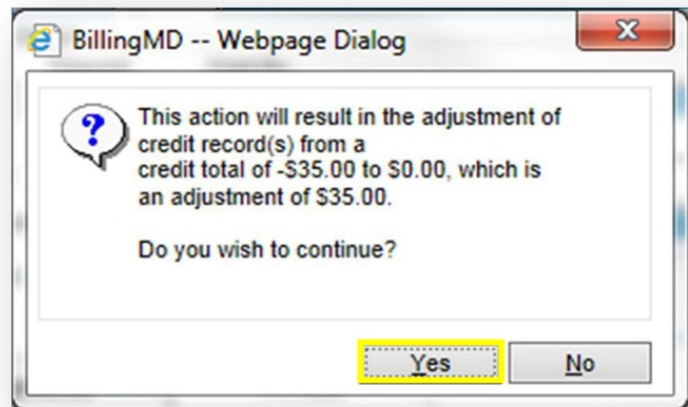 BillingMD -- Webpage Dialog
This action will result in the adjustment of
credit record(s) from a
credit total of -$35.00 to $0.00, which is
an adjustment of $35.00.
Do you wish to continue?
Yes
No